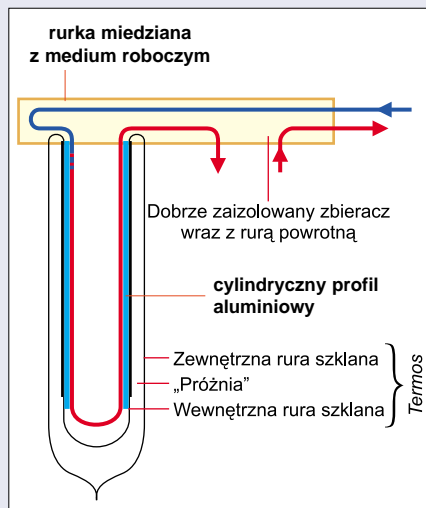 rurka miedziana
z medium roboczym
Dobrze zaizolowany zbieracz
wraz z rurą powrotną
cylindryczny profil
aluminiowy
Zewnętrzna rura szklana
„Próżnia”
Wewnętrzna rura szklana
Termos